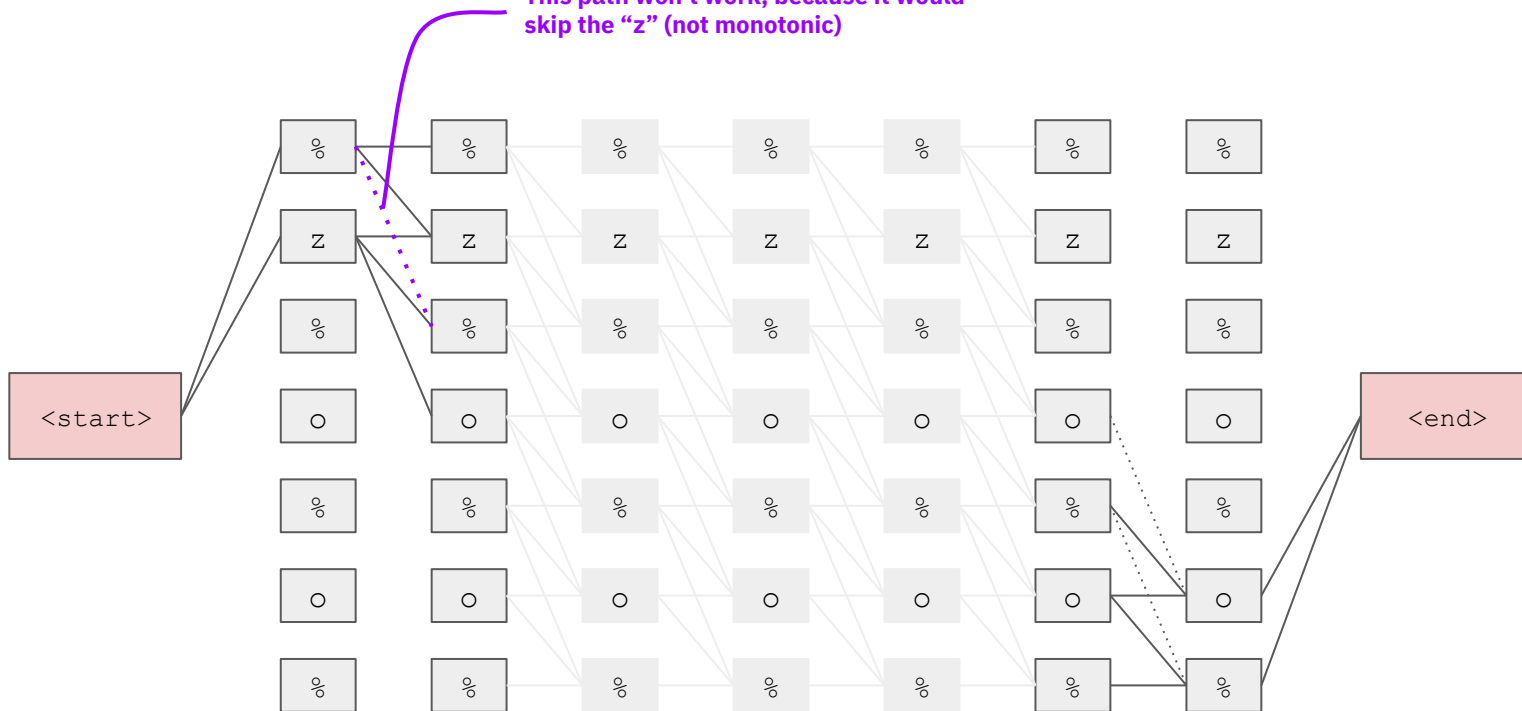 This path won't work, because it would
skip the “z” (not monotonic)
% % % % % % %
z z z z z z z
% % % % % % %
<start> o o o o o o o <end>
% % % % % % %
o o o o o o o
% % % % % % %